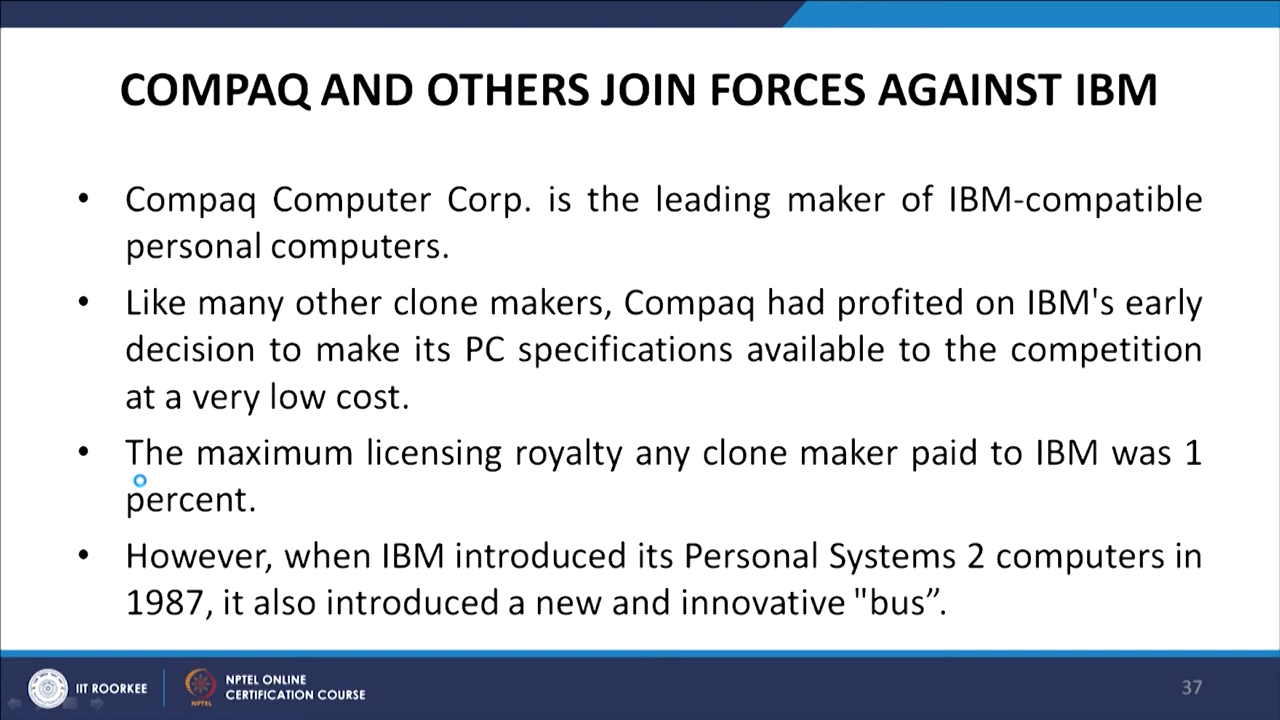 COMPAQ AND OTHERS JOIN FORCES AGAINST IBM
• Compaq Computer Corp. is the leading maker of IBM-compatible
personal computers.
• Like many other clone makers, Compaq had profited on IBM's early
decision to make its PC specifications available to the competition
at a very low cost.
• The maximum licensing royalty any clone maker paid to IBM was 1
percent.
• However, when IBM introduced its Personal Systems 2 computers in
1987, it also introduced a new and innovative "bus”.
IIT ROORKEE
NPTEL
NPTEL ONLINE
CERTIFICATION COURSE
37